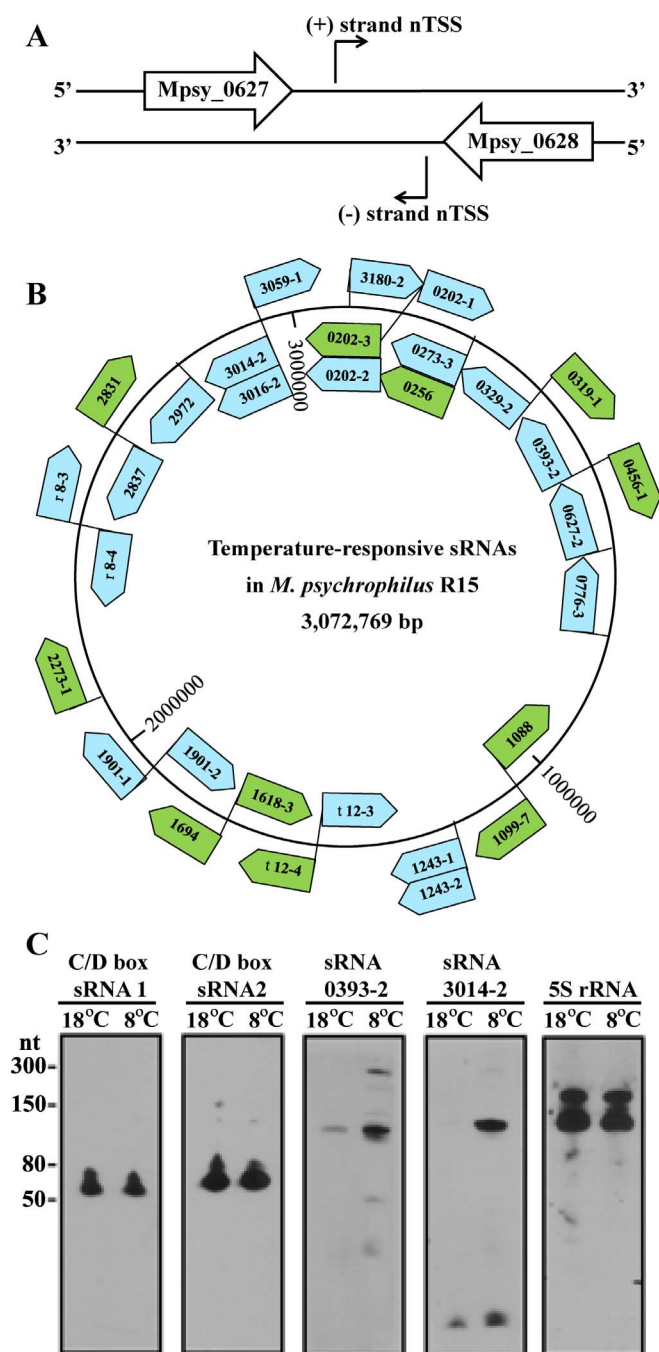 A
(+) strand nTSS
5’ Mpsy_0627 3’
3’ Mpsy_0628 5’
(-) strand nTSS
B
3059-1
3180-2
0202-1
3014-2
3016-2
3000000
0202-3
0202-2
0273-3
0256
0329-2
0319-1
0393-2
0456-1
0627-2
0776-3
2831
2972
2837
r 8-3
r 8-4
Temperature-responsive sRNAs
in M. psychrophilus R15
3,072,769 bp
2273-1
2000000
1901-1
1901-2
1694
1618-3
t 12-4
t 12-3
1243-1
1243-2
1099-7
1088
1000000
C
C/D box
sRNA 1
C/D box
sRNA2
sRNA
0393-2
sRNA
3014-2
5S rRNA
18°C 8°C 18°C 8°C 18°C 8°C 18°C 8°C 18°C 8°C
nt
300
150
80
50